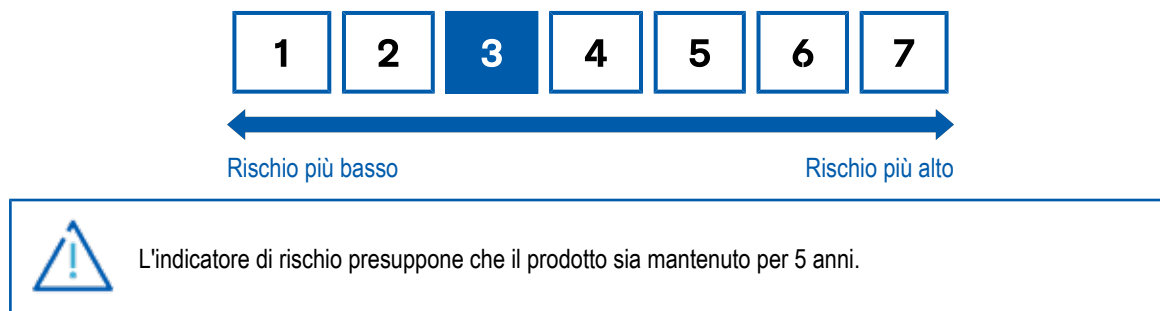 1 2 3 4 5 6 7
Rischio più basso Rischio più alto
L'indicatore di rischio presuppone che il prodotto sia mantenuto per 5 anni.